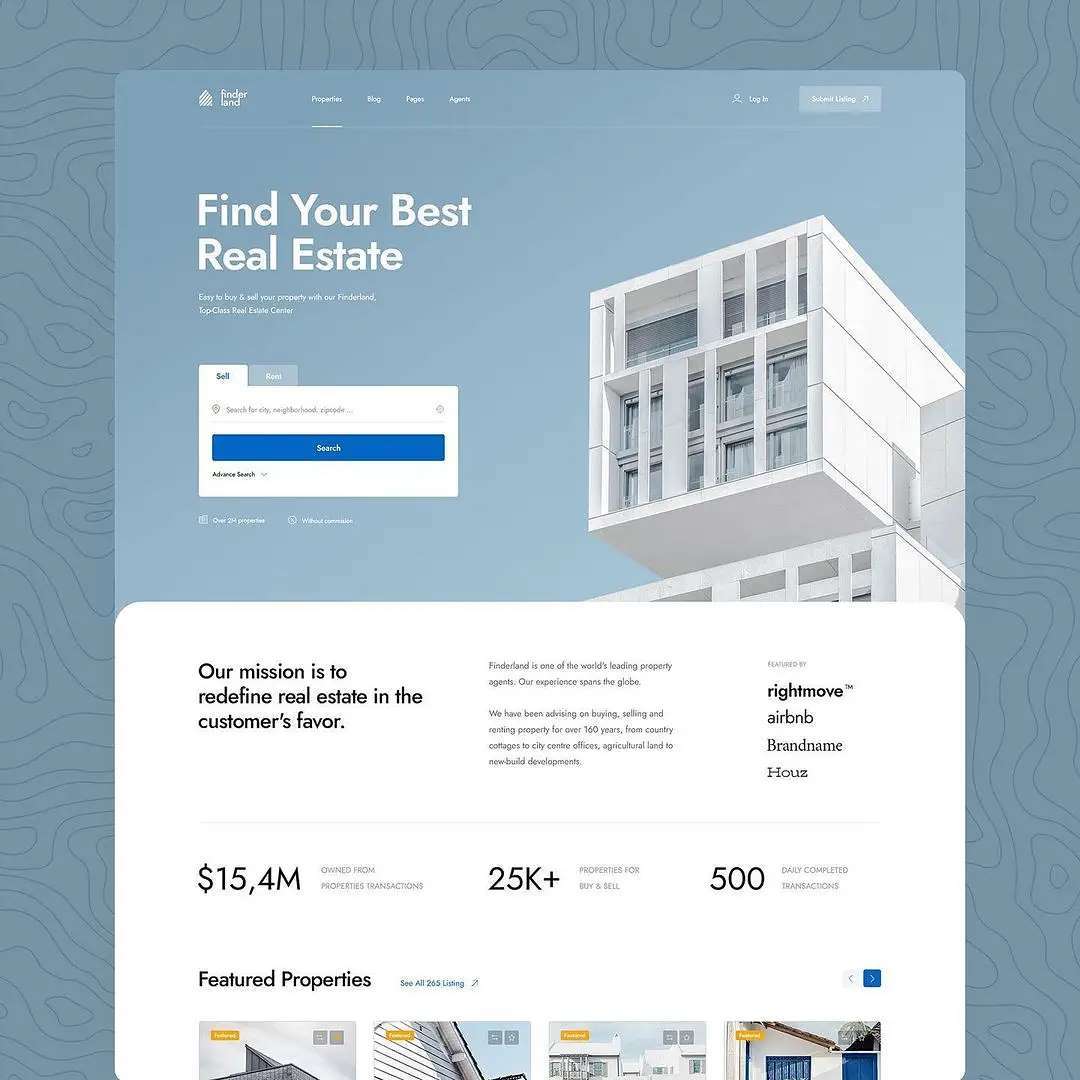 finder
land
Properties
Blog
Pages
Agents
Log In
Submit Listing
Find Your Best
Real Estate
Easy to buy & sell your property with our Finderland,
Top-Class Real Estate Center
Sell
Rent
Search for city, neighborhood, zipcode ...
Search
Advance Search
Over 2M properties
Without commision
Our mission is to
redefine real estate in the
customer's favor.
Finderland is one of the world's leading property
agents. Our experience spans the globe.
We have been advising on buying, selling and
renting property for over 160 years, from country
cottages to city centre offices, agricultural land to
new-build developments.
FEATURED BY
rightmove™
airbnb
Brandname
Houz
$15,4M
OWNED FROM
PROPERTIES TRANSACTIONS
25K+
PROPERTIES FOR
BUY & SELL
500
DAILY COMPLETED
TRANSACTIONS
Featured Properties
See All 265 Listing
Featured
Featured
Featured
Featured